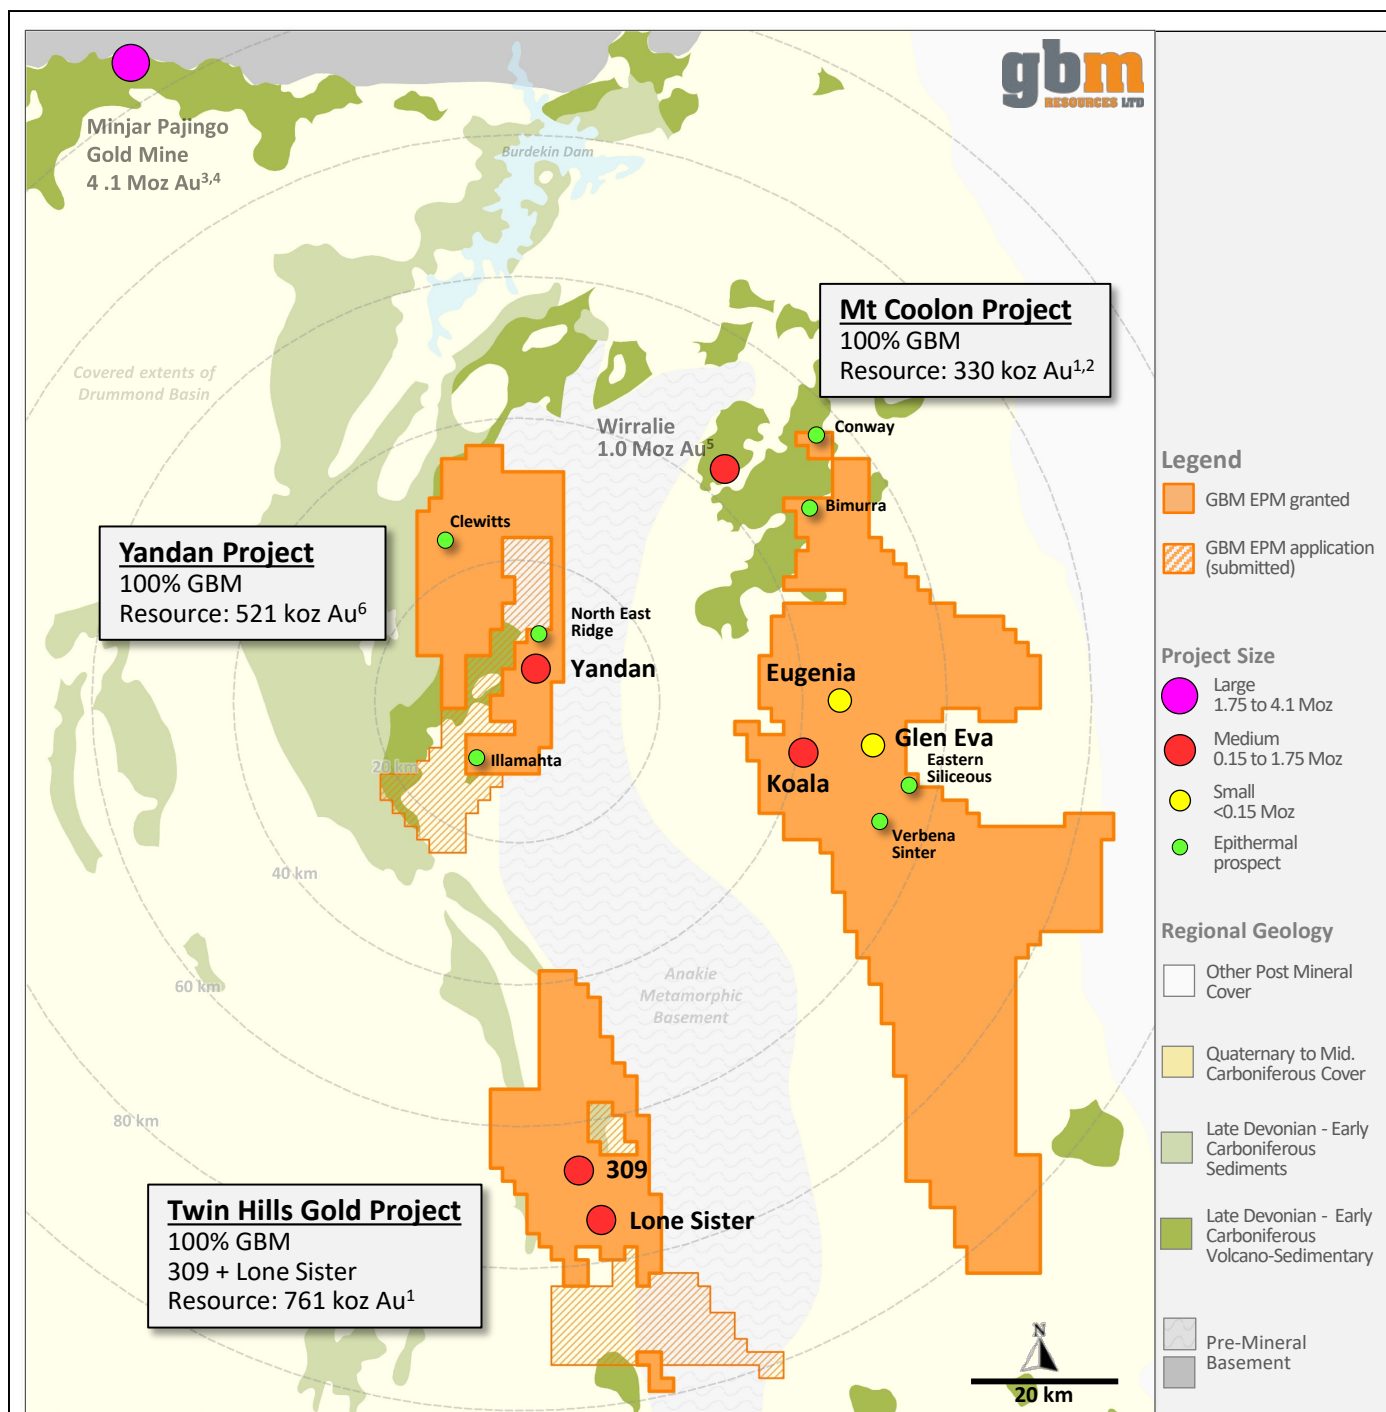 gbm
RESOURCES LTD
Minjar Pajingo
Gold Mine
4 .1 Moz Au3,4
Burdekin Dam
Mt Coolon Project
100% GBM
Resource: 330 koz Au1,2
Covered extents of
Drummond Basin
Wirralie
1.0 Moz Au5
Conway
Bimurra
Clewitts
Yandan Project
100% GBM
Resource: 521 koz Au6
North East
Ridge
Yandan
Eugenia
Glen Eva
Eastern
Siliceous
Koala
Illamahta
20 km
Verbena
Sinter
40 km
60 km
80 km
Anakie
Metamorphic
Basement
309
Lone Sister
Twin Hills Gold Project
100% GBM
309 + Lone Sister
Resource: 761 koz Au1
N
20 km
Legend
GBM EPM granted
GBM EPM application
(submitted)
Project Size
Large
1.75 to 4.1 Moz
Medium
0.15 to 1.75 Moz
Small
<0.15 Moz
Epithermal
prospect
Regional Geology
Other Post Mineral
Cover
Quaternary to Mid.
Carboniferous Cover
Late Devonian - Early
Carboniferous
Sediments
Late Devonian - Early
Carboniferous
Volcano-Sedimentary
Pre-Mineral
Basement